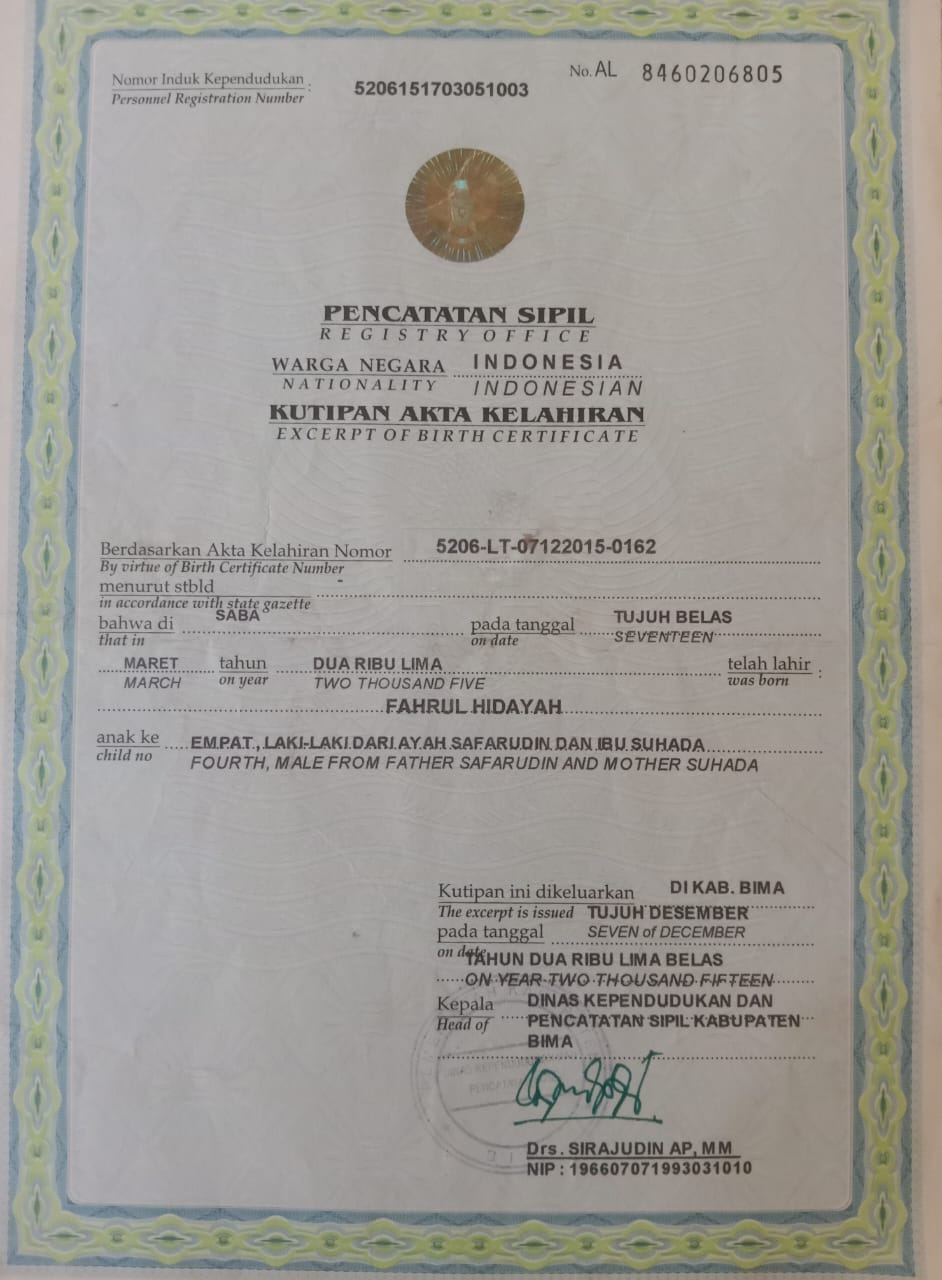 Nomor Induk Kependudukan :
Personnel Registration Number
5206151703051003
No. AL 8460206805
PENCATATAN SIPIL
REGISTRY OFFICE
WARGA NEGARA INDONESIA
NATIONALITY INDONESIAN
KUTIPAN AKTA KELAHIRAN
EXCERPT OF BIRTH CERTIFICATE
Berdasarkan Akta Kelahiran Nomor 5206-LT-07122015-0162
By virtue of Birth Certificate Number
menurut stbld -
in accordance with state gazette
bahwa di SABA pada tanggal TUJUH BELAS
that in on date SEVENTEEN
MARET tahun DUA RIBU LIMA telah lahir :
MARCH on year TWO THOUSAND FIVE was born
FAHRUL HIDAYAH
anak ke EMPAT, LAKI-LAKI DARI AYAH SAFARUDIN DAN IBU SUHADA
child no FOURTH, MALE FROM FATHER SAFARUDIN AND MOTHER SUHADA
Kutipan ini dikeluarkan DI KAB. BIMA
The excerpt is issued TUJUH DESEMBER
pada tanggal SEVEN of DECEMBER
on date TAHUN DUA RIBU LIMA BELAS
ON YEAR TWO THOUSAND FIFTEEN
Kepala DINAS KEPENDUDUKAN DAN
Head of PENCATATAN SIPIL KABUPATEN
BIMA
Drs. SIRAJUDIN AP, MM
NIP : 196607071993031010